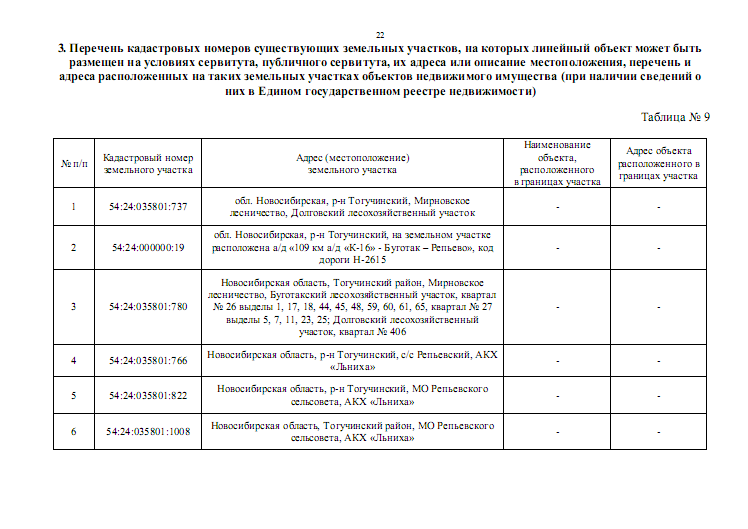 22
3. Перечень кадастровых номеров существующих земельных участков, на которых линейный объект может быть
размещен на условиях сервитута, публичного сервитута, их адреса или описание местоположения, перечень и
адреса расположенных на таких земельных участках объектов недвижимого имущества (при наличии сведений о
них в Едином государственном реестре недвижимости)
Таблица № 9
№ п/п
Кадастровый номер
земельного участка
Адрес (местоположение)
земельного участка
Наименование
объекта,
расположенного
в границах участка
Адрес объекта
расположенного в
границах участка
1
54:24:035801:737
обл. Новосибирская, р-н Тогучинский, Мирновское
лесничество, Долговский лесохозяйственный участок
-
-
2
54:24:000000:19
обл. Новосибирская, р-н Тогучинский, на земельном участке
расположена а/д «109 км а/д «К-16» - Буготак – Репьево», код
дороги Н-2615
-
-
3
54:24:035801:780
Новосибирская область, Тогучинский район, Мирновское
лесничество, Буготакский лесохозяйственный участок, квартал
№ 26 выделы 1, 17, 18, 44, 45, 48, 59, 60, 61, 65, квартал № 27
выделы 5, 7, 11, 23, 25; Долговский лесохозяйственный
участок, квартал № 406
-
-
4
54:24:035801:766
Новосибирская область, р-н Тогучинский, с/с Репьевский, АКХ
«Льниха»
-
-
5
54:24:035801:822
Новосибирская область, р-н Тогучинский, МО Репьевского
сельсовета, АКХ «Льниха»
-
-
6
54:24:035801:1008
Новосибирская область, Тогучинский район, МО Репьевского
сельсовета, АКХ «Льниха»
-
-